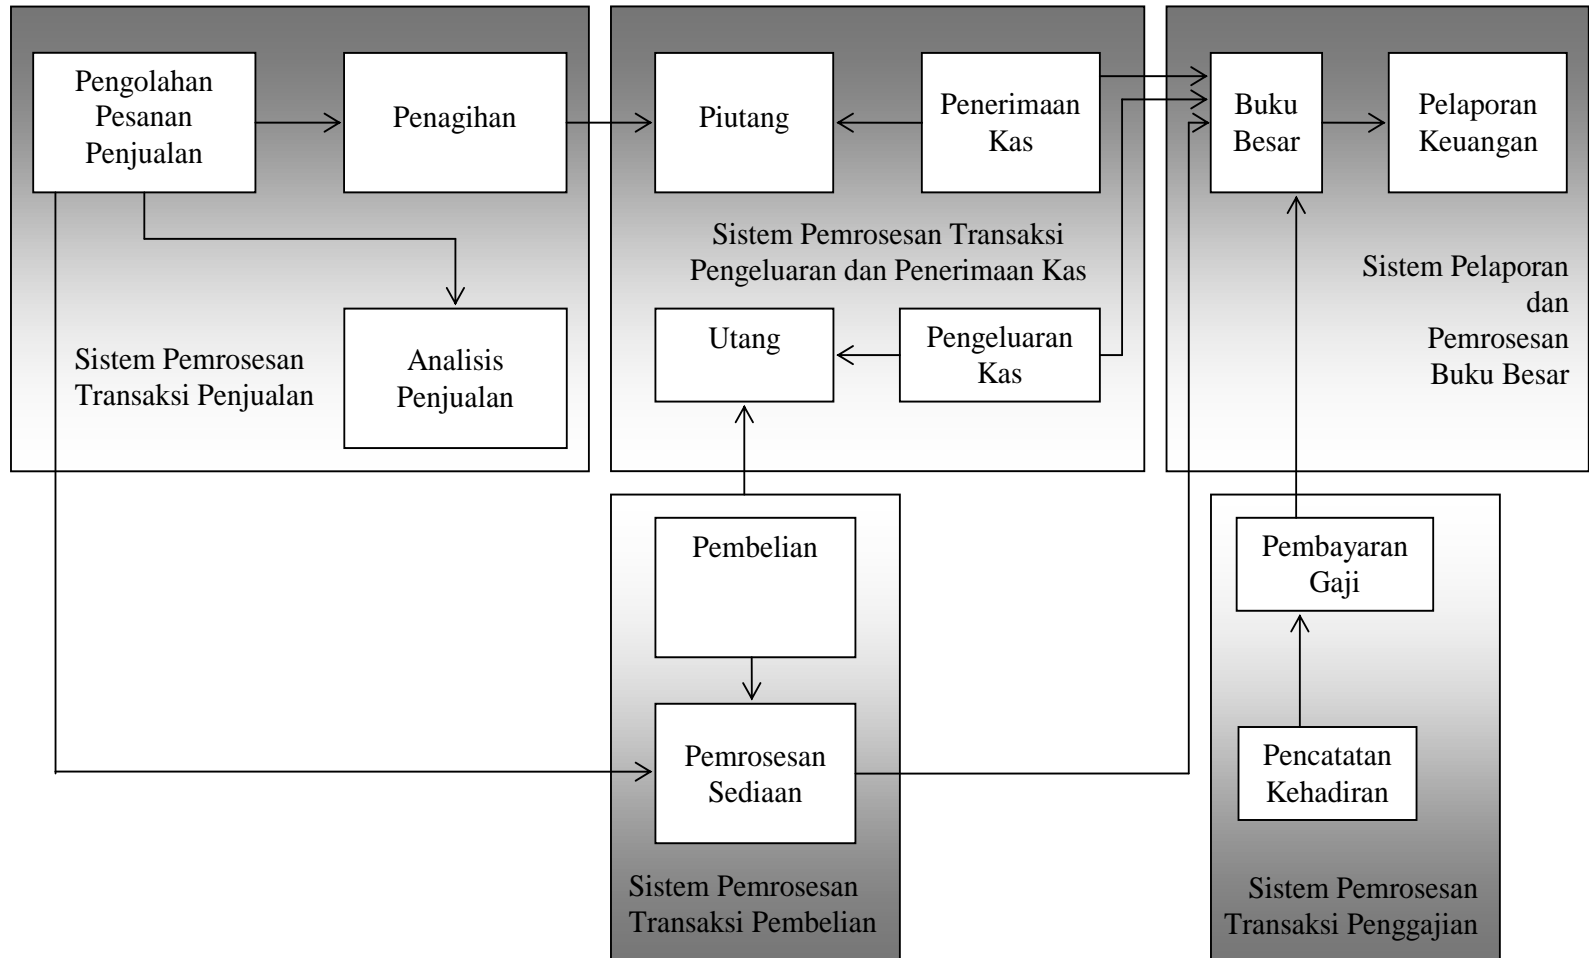 Pengolahan
Pesanan
Penjualan
Penagihan
Analisis
Penjualan
Sistem Pemrosesan
Transaksi Penjualan
Piutang
Penerimaan
Kas
Sistem Pemrosesan Transaksi
Pengeluaran dan Penerimaan Kas
Utang
Pengeluaran
Kas
Buku
Besar
Pelaporan
Keuangan
Sistem Pelaporan
dan
Pemrosesan
Buku Besar
Pembelian
Pemrosesan
Sediaan
Sistem Pemrosesan
Transaksi Pembelian
Pembayaran
Gaji
Pencatatan
Kehadiran
Sistem Pemrosesan
Transaksi Penggajian